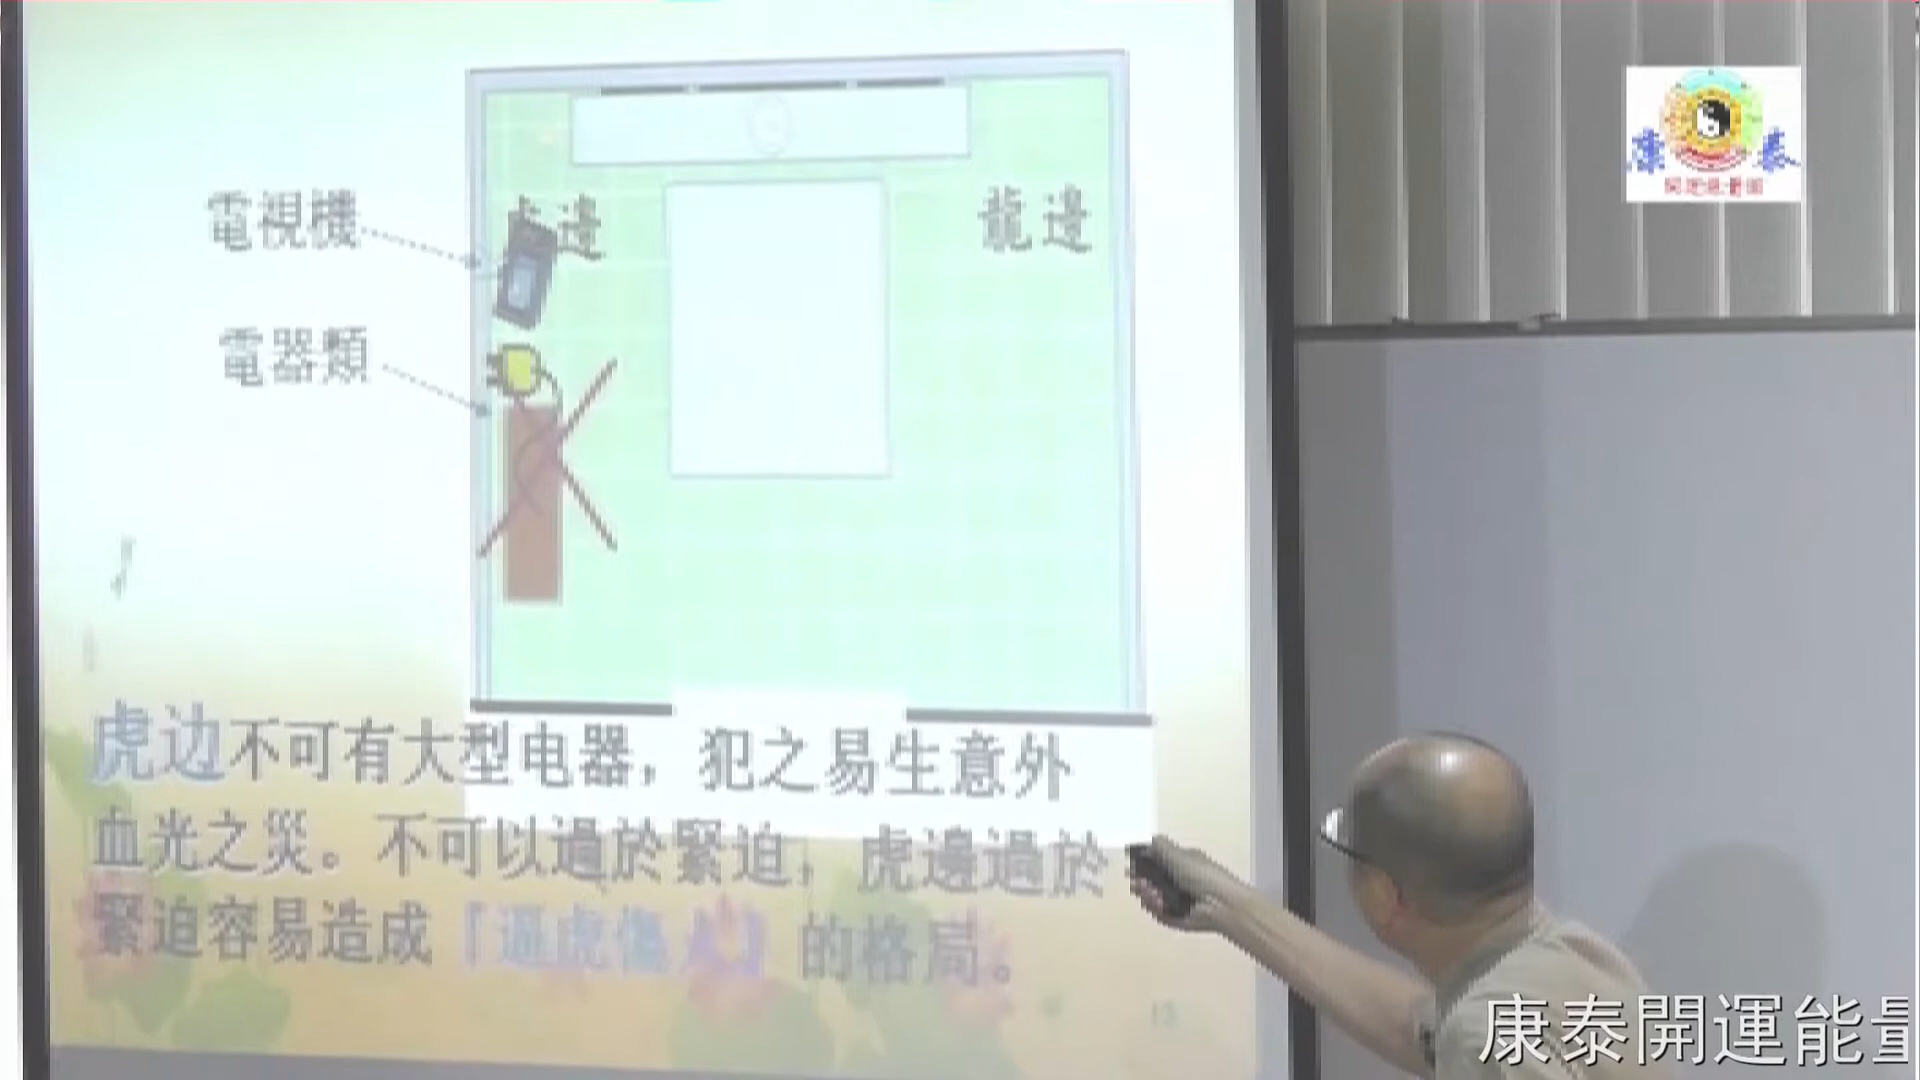 虎邊
龍邊
電視機
電器類
虎边不可有大型电器，犯之易生意外
血光之災。不可以過於緊迫，虎邊過於
緊迫容易造成「逼虎傷人」的格局。
13
康泰
康泰開運能量